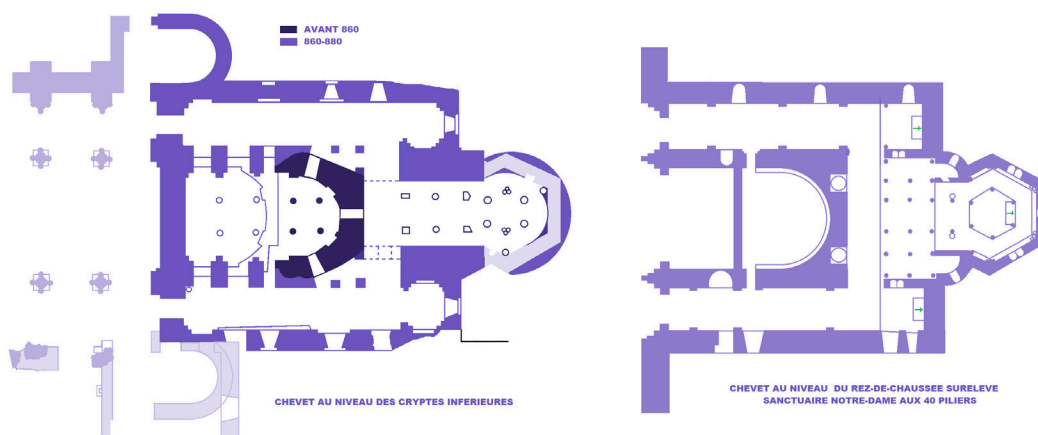 AVANT 860
860-880
CHEVET AU NIVEAU DES CRYPTES INFERIEURES
CHEVET AU NIVEAU DU REZ-DE-CHAUSSEE SURELEVE
SANCTUAIRE NOTRE-DAME AUX 40 PILIERS